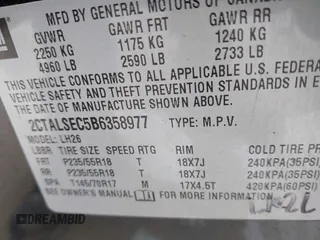 MFD BY GENERAL MOTORS OF CANADA
GVWR GAWR FRT GAWR RR
2250 KG 1175 KG 1240 KG
4960 LB 2590 LB 2733 LB
THIS VEHICLE CONFORMS TO ALL APPLICABLE U.S. FEDERAL
VEHICLE SAFETY AND THEFT PREVENTION STANDARDS IN
EFFECT ON THE DATE OF MANUFACTURE SHOWN ABOVE.
2CTALSEC5B6358977 TYPE: M.P.V.
MODEL: LH26
TIRE SIZE SPEED RTG RIM COLD TIRE PR
FRT P235/55R18 T 18X7J 240KPA(35PSI)
RR P235/55R18 T 18X7J 240KPA(35PSI)
SPA T145/70R17 M 17X4.5T 420KPA(60PSI)
SEE OWNER'S MANUAL FOR MORE INFORMATION
DREAMBID